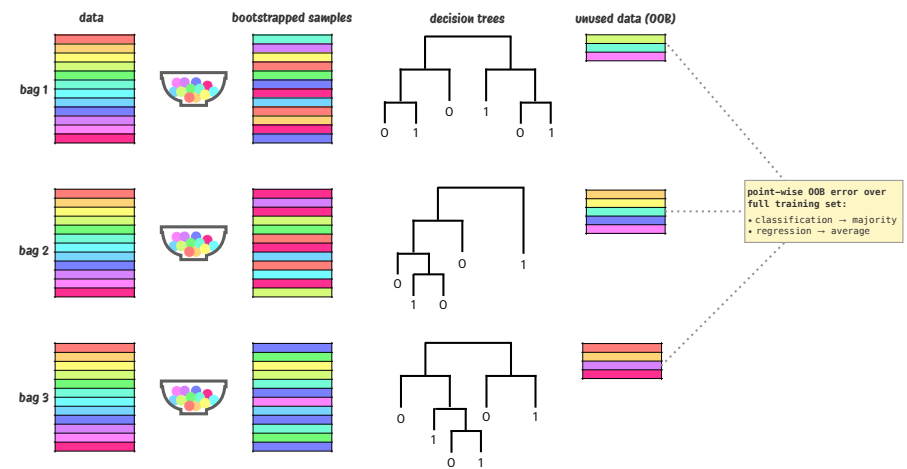 data
bootstrapped samples
decision trees
unused data (OOB)
bag 1
0
1
0
1
0
1
bag 2
0
1
0
0
1
bag 3
0
1
0
1
0
1
point-wise OOB error over
full training set:
• classification → majority
• regression → average